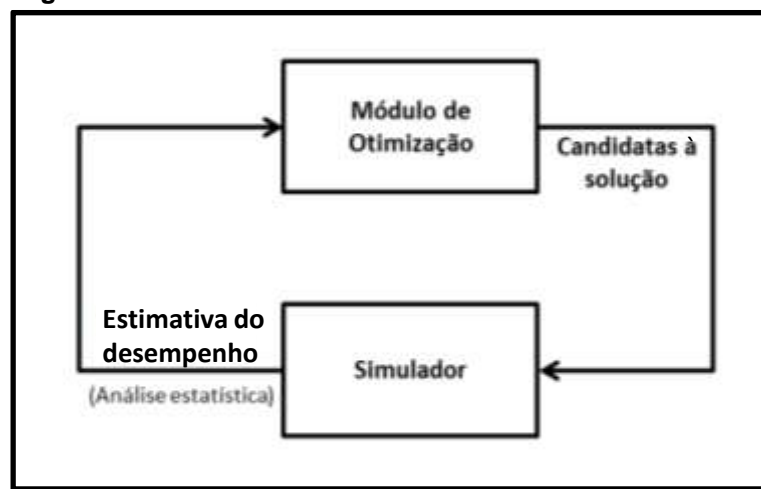 Módulo de
Otimização
Candidatas à
solução
Estimativa do
desempenho
(Análise estatística)
Simulador